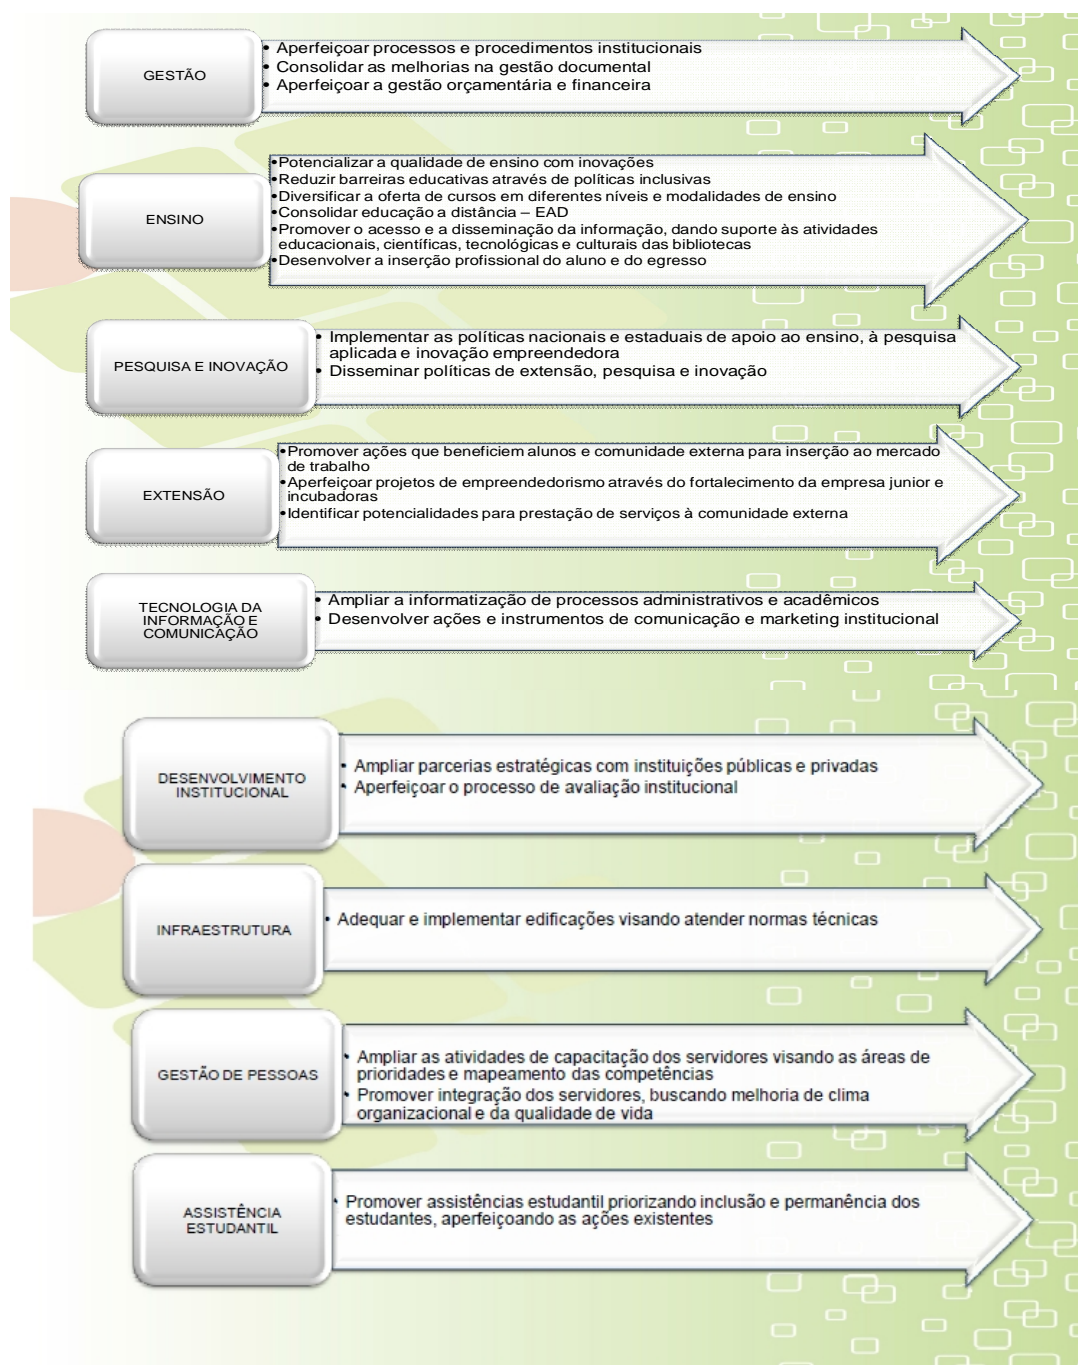 GESTÃO
• Aperfeiçoar processos e procedimentos institucionais
• Consolidar as melhorias na gestão documental
• Aperfeiçoar a gestão orçamentária e financeira
ENSINO
•Potencializar a qualidade de ensino com inovações
•Reduzir barreiras educativas através de políticas inclusivas
•Diversificar a oferta de cursos em diferentes níveis e modalidades de ensino
•Consolidar educação a distância – EAD
•Promover o acesso e a disseminação da informação, dando suporte às atividades
educacionais, científicas, tecnológicas e culturais das bibliotecas
•Desenvolver a inserção profissional do aluno e do egresso
PESQUISA E INOVAÇÃO
• Implementar as políticas nacionais e estaduais de apoio ao ensino, à pesquisa
aplicada e inovação empreendedora
• Disseminar políticas de extensão, pesquisa e inovação
EXTENSÃO
•Promover ações que beneficiem alunos e comunidade externa para inserção ao mercado
de trabalho
•Aperfeiçoar projetos de empreendedorismo através do fortalecimento da empresa junior e
incubadoras
•Identificar potencialidades para prestação de serviços à comunidade externa
TECNOLOGIA DA
INFORMAÇÃO E
COMUNICAÇÃO
• Ampliar a informatização de processos administrativos e acadêmicos
• Desenvolver ações e instrumentos de comunicação e marketing institucional
DESENVOLVIMENTO
INSTITUCIONAL
• Ampliar parcerias estratégicas com instituições públicas e privadas
• Aperfeiçoar o processo de avaliação institucional
INFRAESTRUTURA
• Adequar e implementar edificações visando atender normas técnicas
GESTÃO DE PESSOAS
• Ampliar as atividades de capacitação dos servidores visando as áreas de
prioridades e mapeamento das competências
• Promover integração dos servidores, buscando melhoria de clima
organizacional e da qualidade de vida
ASSISTÊNCIA
ESTUDANTIL
• Promover assistências estudantil priorizando inclusão e permanência dos
estudantes, aperfeiçoando as ações existentes